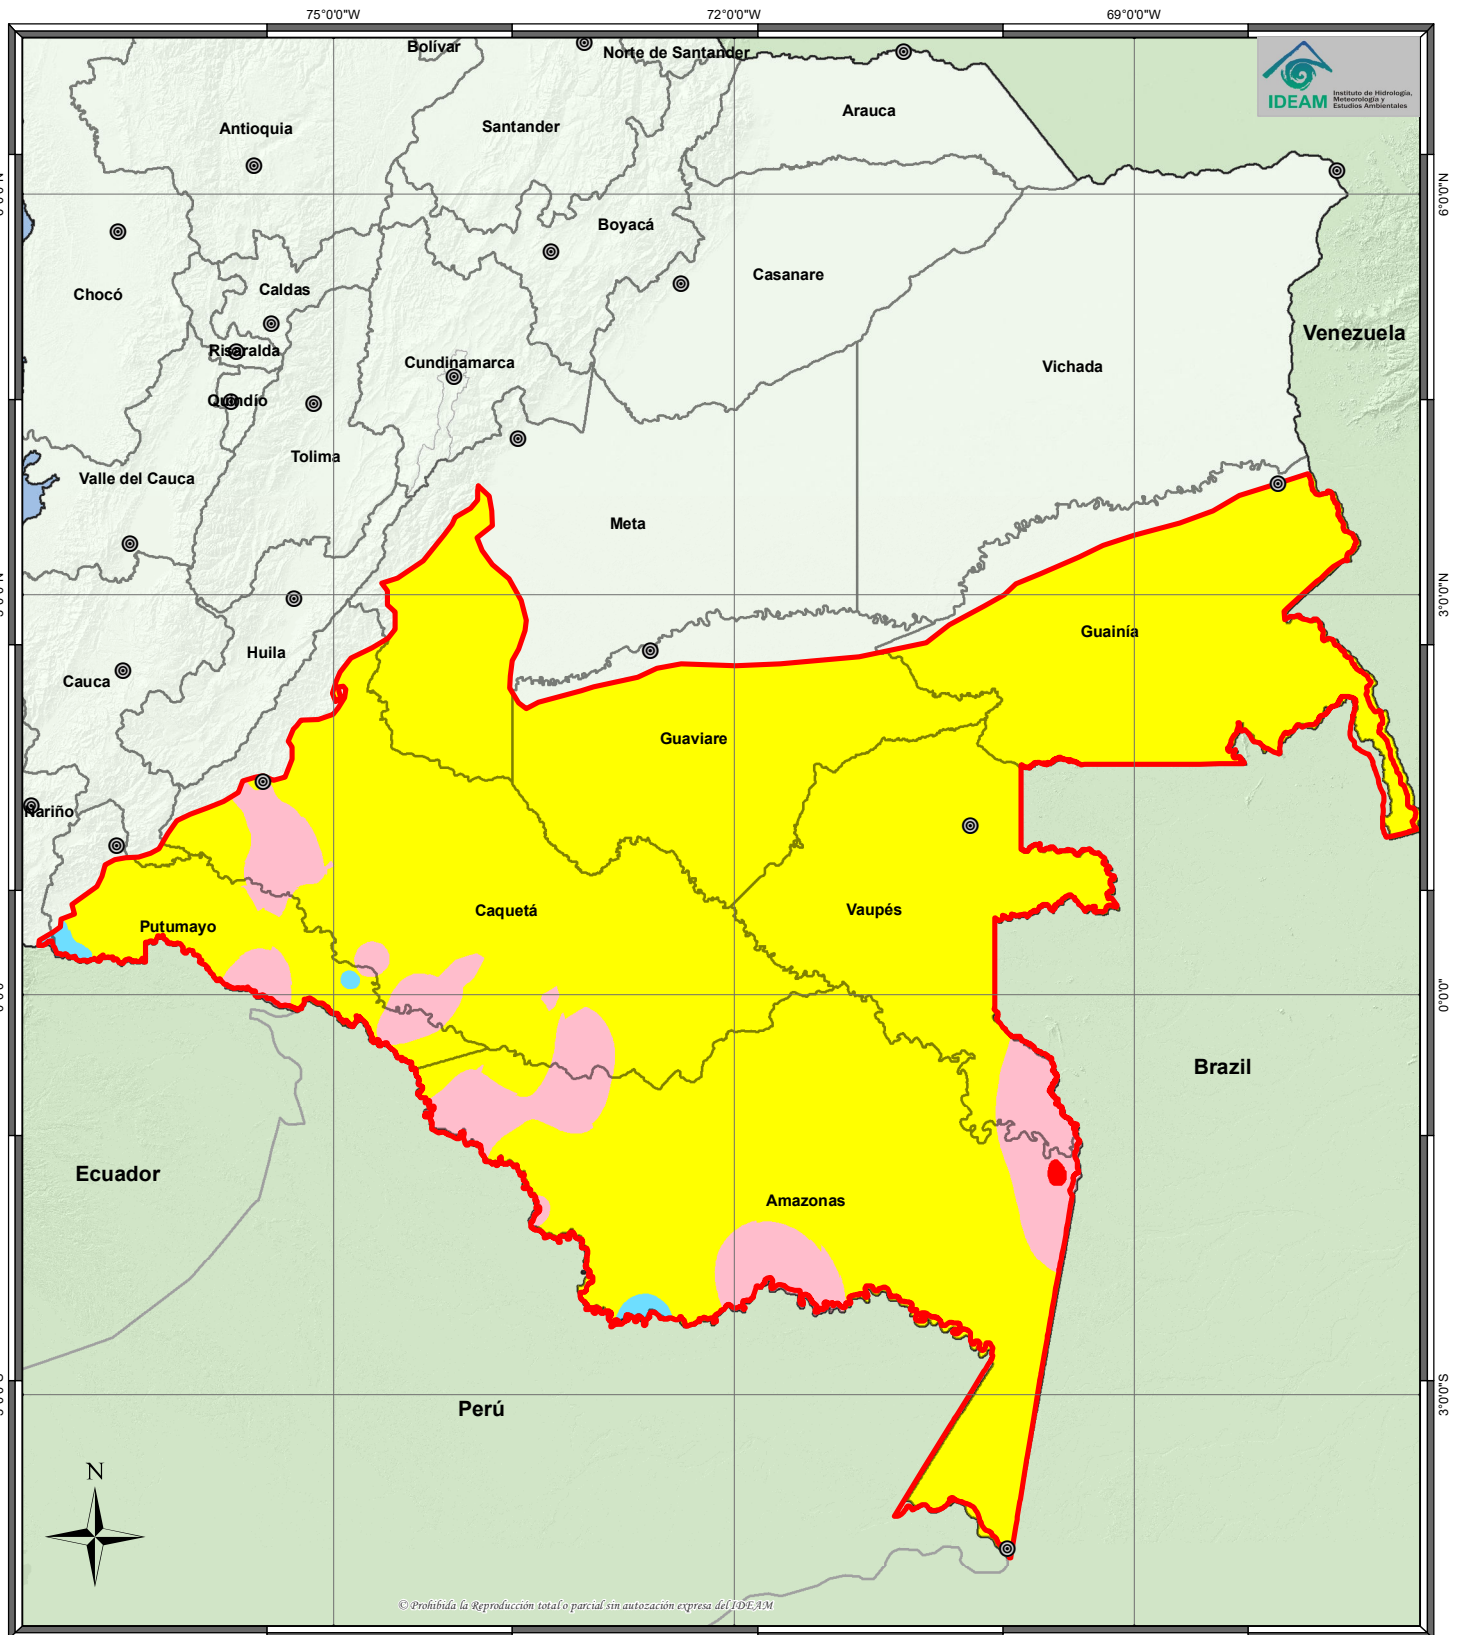 75°0'0"W
72°0'0"W
69°0'0"W
Bolívar
Norte de Santander
Arauca
Antioquia
Santander
IDEAM
Instituto de Hidrología,
Meteorología y
Estudios Ambientales
6°0'0"N
Boyacá
Casanare
Chocó
Caldas
Venezuela
Risaralda
Cundinamarca
Vichada
Quindío
Tolima
Valle del Cauca
Meta
3°0'0"N
Guainía
Huila
Cauca
Guaviare
Nariño
Caquetá
Vaupés
Putumayo
0°0'0"
Brazil
Ecuador
Amazonas
Perú
3°0'0"S
N
© Prohibida la Reproducción total o parcial sin autozación expresa del IDEAM